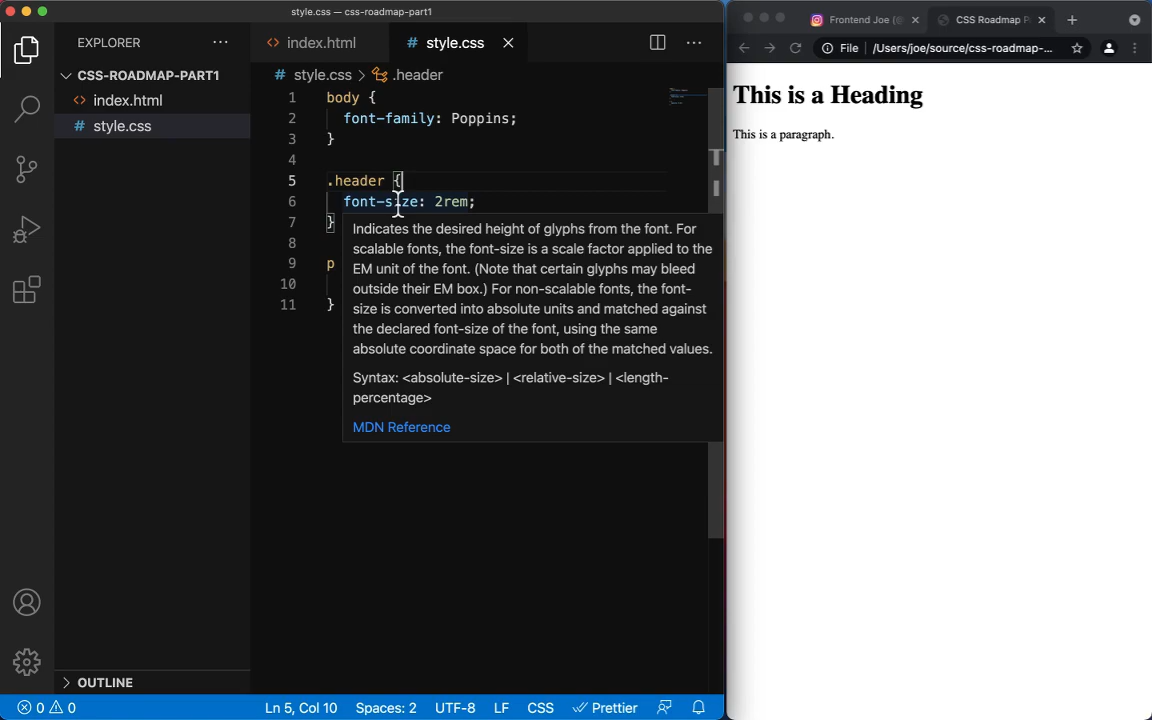 style.css — css-roadmap-part1
EXPLORER
index.html
style.css
CSS-ROADMAP-PART1
index.html
style.css
# style.css > .header
1 body {
2 font-family: Poppins;
3 }
4
5 .header {
6 font-size: 2rem;
7 }
8
9 p
10
11 }
Indicates the desired height of glyphs from the font. For
scalable fonts, the font-size is a scale factor applied to the
EM unit of the font. (Note that certain glyphs may bleed
outside their EM box.) For non-scalable fonts, the font-
size is converted into absolute units and matched against
the declared font-size of the font, using the same
absolute coordinate space for both of the matched values.
Syntax: <absolute-size> | <relative-size> | <length-
percentage>
MDN Reference
OUTLINE
0 0
Ln 5, Col 10
Spaces: 2
UTF-8
LF
CSS
Prettier
Frontend Joe (@
CSS Roadmap P
File
/Users/joe/source/css-roadmap-...
This is a Heading
This is a paragraph.